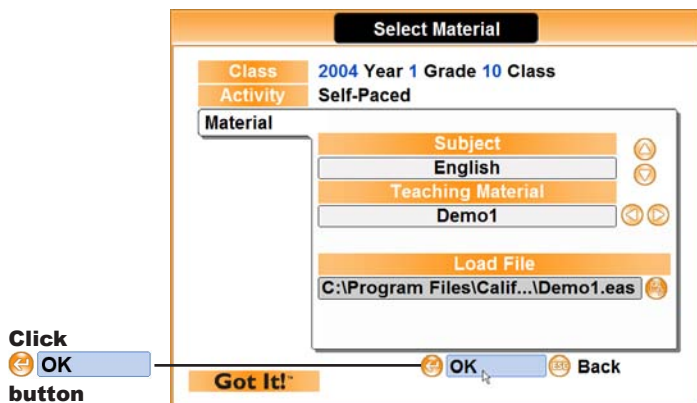 Select Material
Class 2004 Year 1 Grade 10 Class
Activity Self-Paced
Material
Subject
English
Teaching Material
Demo1
Load File
C:\Program Files\Calif...\Demo1.eas
OK Back
Got It!™
Click
OK
button